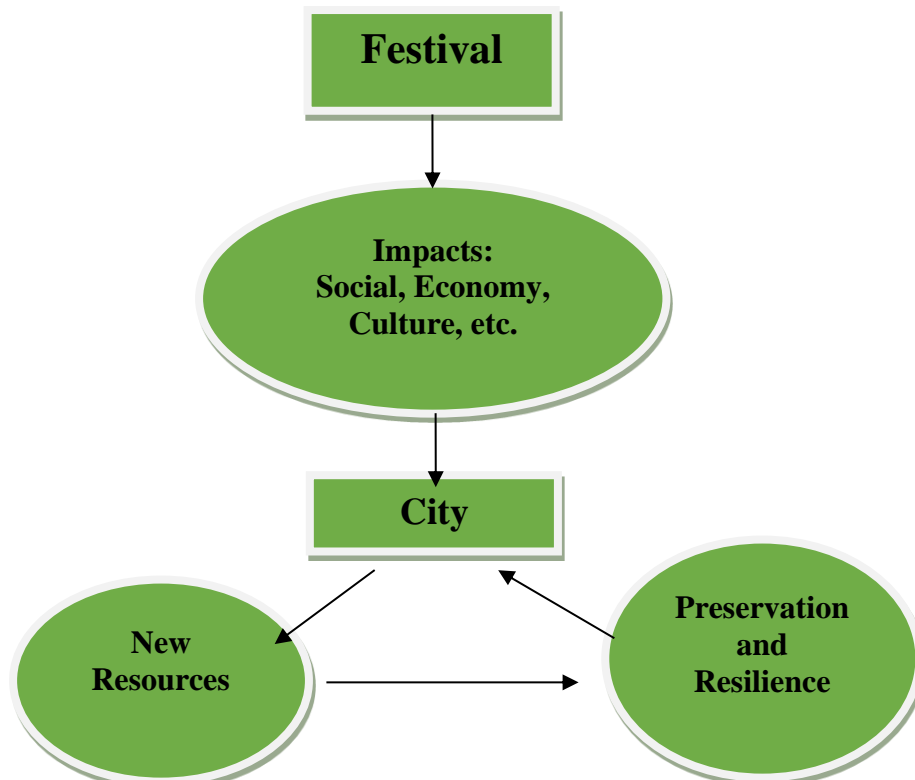 Festival
Impacts:
Social, Economy,
Culture, etc.
City
New
Resources
Preservation
and
Resilience